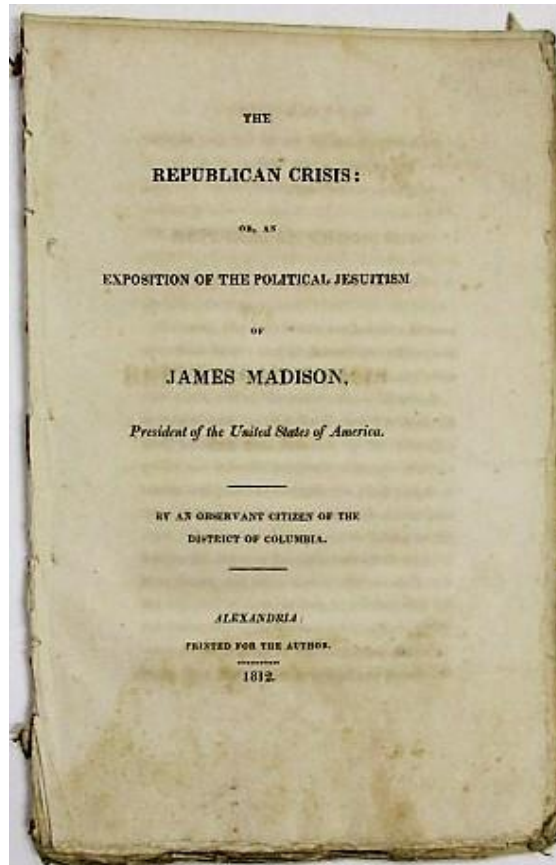 THE
REPUBLICAN CRISIS:
OR, AN
EXPOSITION OF THE POLITICAL JESUITISM
OF
JAMES MADISON,
President of the United States of America.
BY AN OBSERVANT CITIZEN OF THE
DISTRICT OF COLUMBIA.
ALEXANDRIA:
PRINTED FOR THE AUTHOR.
1812.